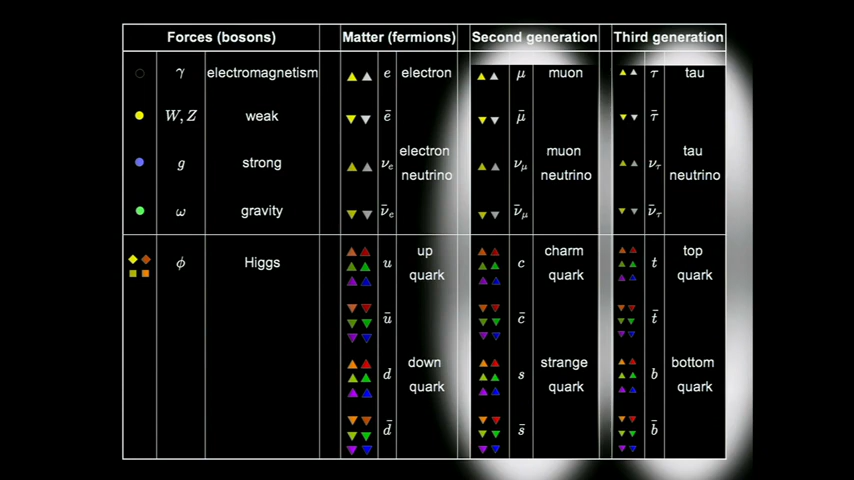 Forces (bosons) Matter (fermions) Second generation Third generation
γ electromagnetism e electron μ muon τ tau
W, Z weak ē μ̄ τ̄
g strong νₑ electron neutrino ν_μ muon neutrino ν_τ tau neutrino
ω gravity ν̄ₑ ν̄_μ ν̄_τ
ϕ Higgs u up quark c charm quark t top quark
ū c̄ t̄
d down quark s strange quark b bottom quark
d̄ s̄ b̄